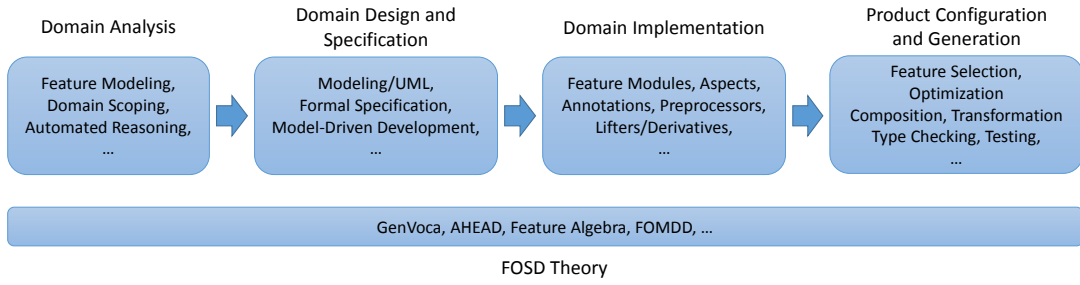 Domain Analysis
Feature Modeling,
Domain Scoping,
Automated Reasoning,
…
Domain Design and
Specification
Modeling/UML,
Formal Specification,
Model-Driven Development,
…
Domain Implementation
Feature Modules, Aspects,
Annotations, Preprocessors,
Lifters/Derivatives,
…
Product Configuration
and Generation
Feature Selection,
Optimization
Composition, Transformation
Type Checking, Testing,
…
GenVoca, AHEAD, Feature Algebra, FOMDD, …
FOSD Theory